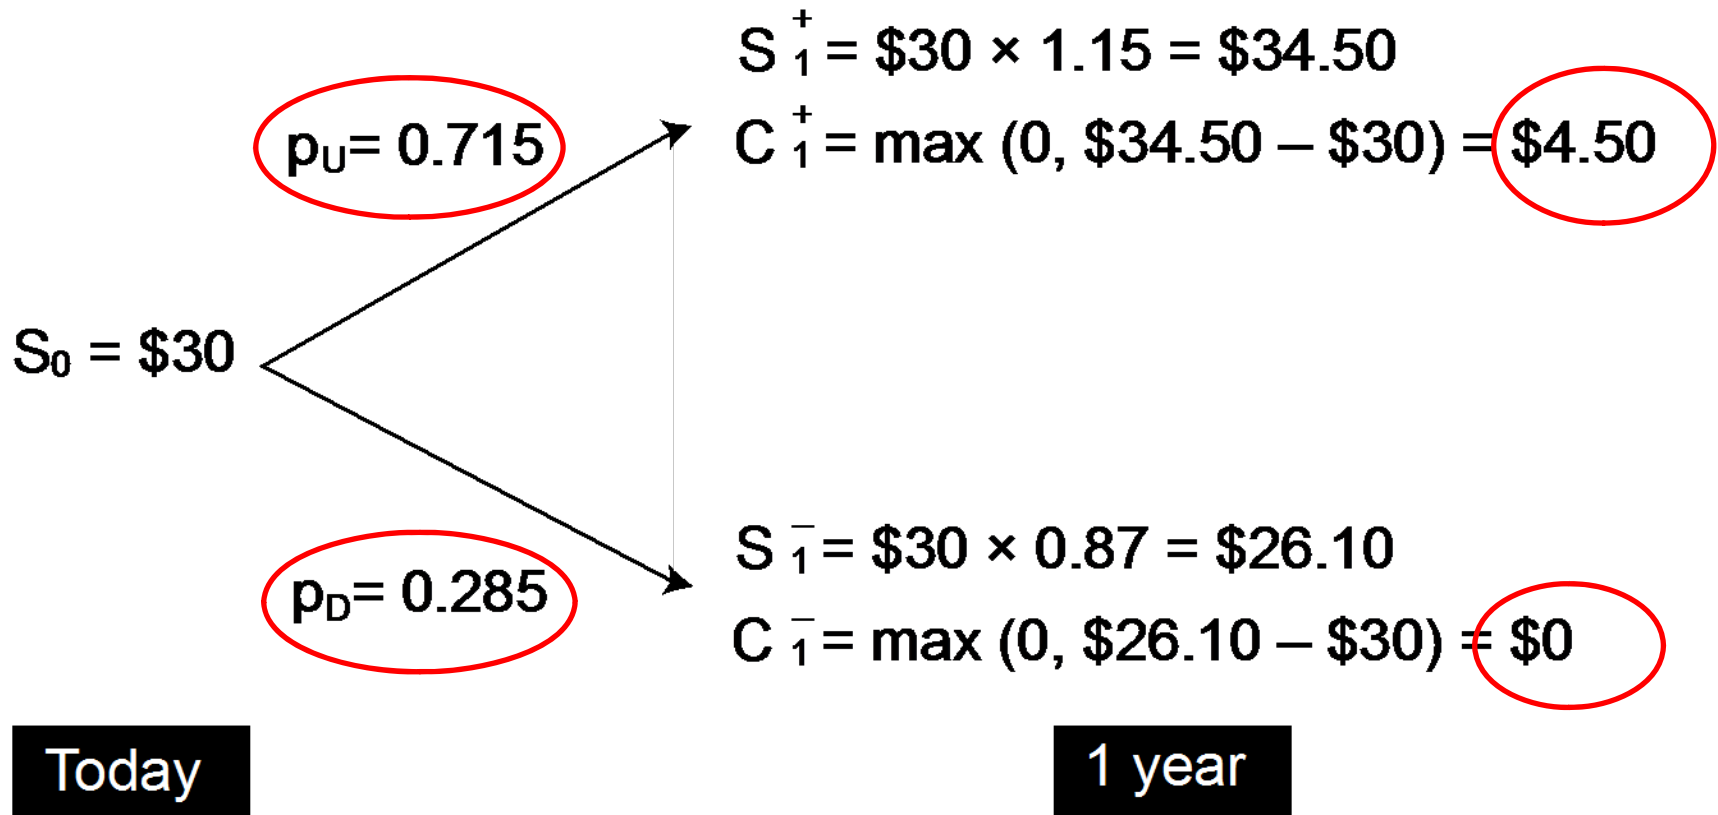 S₁⁺ = $30 × 1.15 = $34.50
C₁⁺ = max (0, $34.50 – $30) = $4.50
pU= 0.715
S₀ = $30
pD= 0.285
S₁⁻ = $30 × 0.87 = $26.10
C₁⁻ = max (0, $26.10 – $30) = $0
Today
1 year